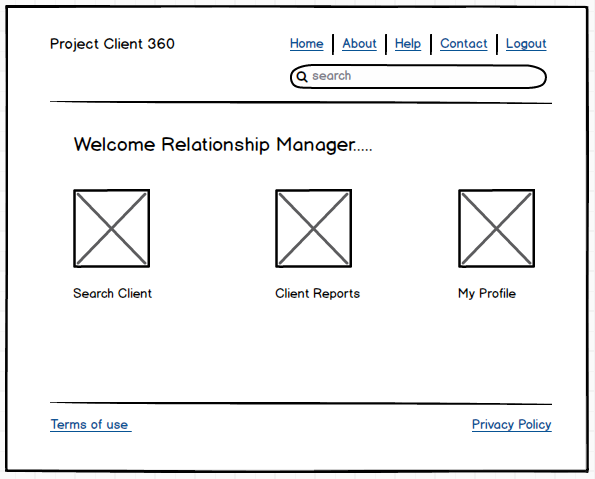 Project Client 360
Home About Help Contact Logout
search
Welcome Relationship Manager.....
Search Client Client Reports My Profile
Terms of use Privacy Policy